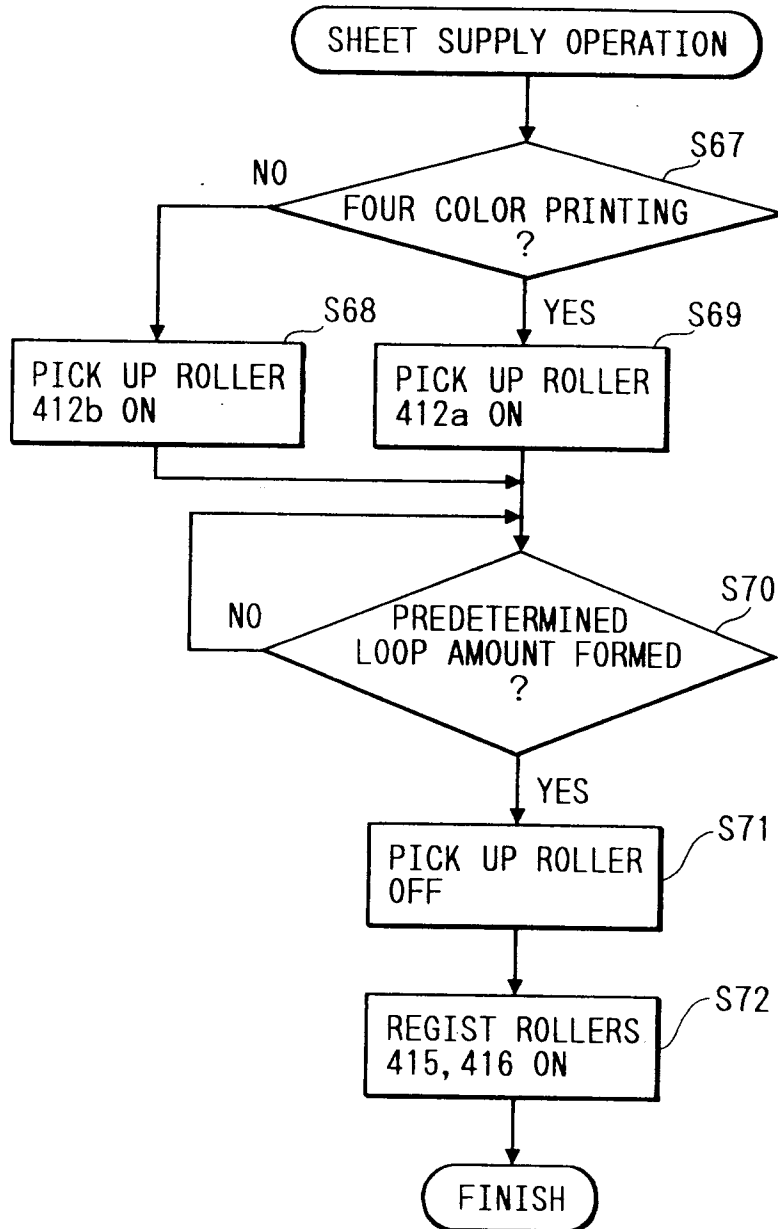 SHEET SUPPLY OPERATION
S67
NO
FOUR COLOR PRINTING
?
YES
S68
PICK UP ROLLER
412b ON
S69
PICK UP ROLLER
412a ON
S70
NO
PREDETERMINED
LOOP AMOUNT FORMED
?
YES
S71
PICK UP ROLLER
OFF
S72
REGIST ROLLERS
415, 416 ON
FINISH